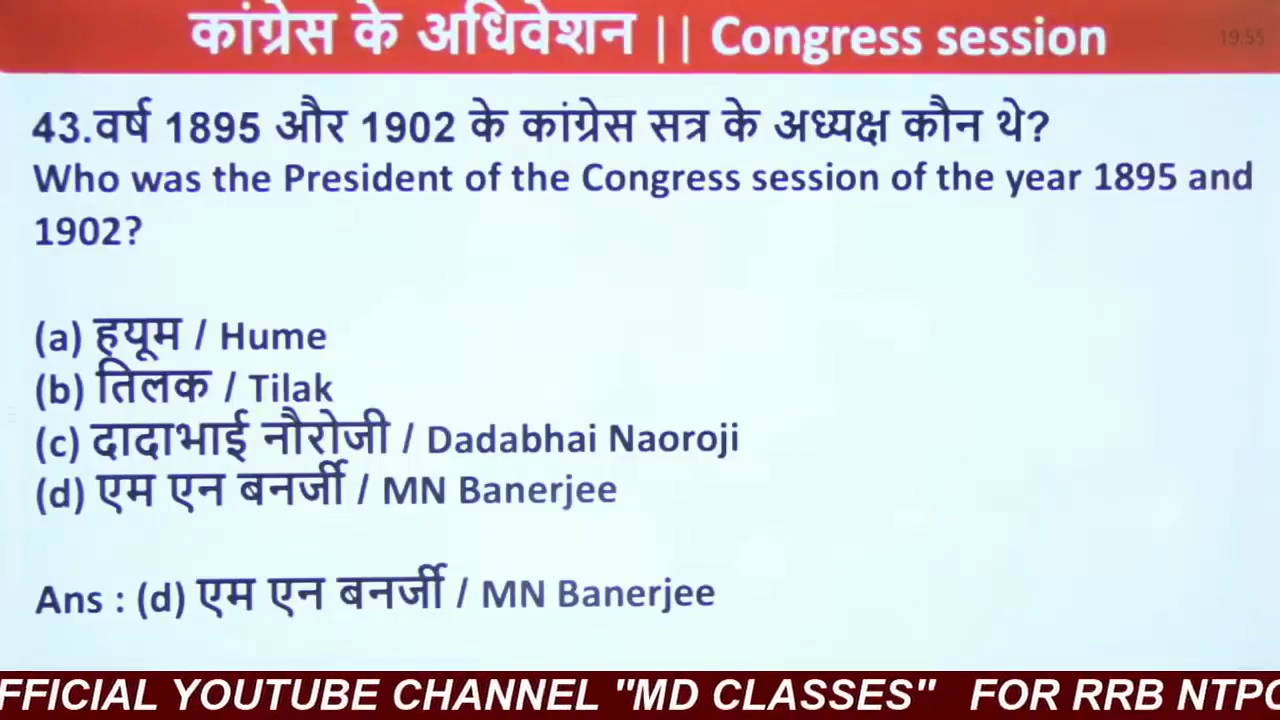 कांग्रेस के अधिवेशन || Congress session
19:55
43.वर्ष 1895 और 1902 के कांग्रेस सत्र के अध्यक्ष कौन थे?
Who was the President of the Congress session of the year 1895 and
1902?
(a) हयूम / Hume
(b) तिलक / Tilak
(c) दादाभाई नौरोजी / Dadabhai Naoroji
(d) एम एन बनर्जी / MN Banerjee
Ans : (d) एम एन बनर्जी / MN Banerjee
FFICIAL YOUTUBE CHANNEL "MD CLASSES" FOR RRB NTPC